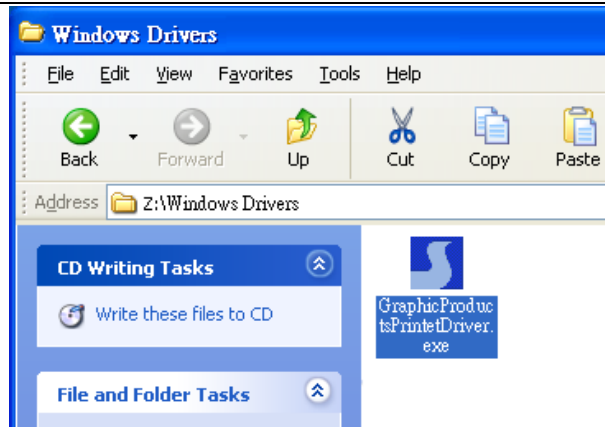 Windows Drivers
File Edit View Favorites Tools Help
Back Forward Up Cut Copy Paste
Address Z:\Windows Drivers
CD Writing Tasks
Write these files to CD
GraphicProduc
tsPrintetDriver.
exe
File and Folder Tasks